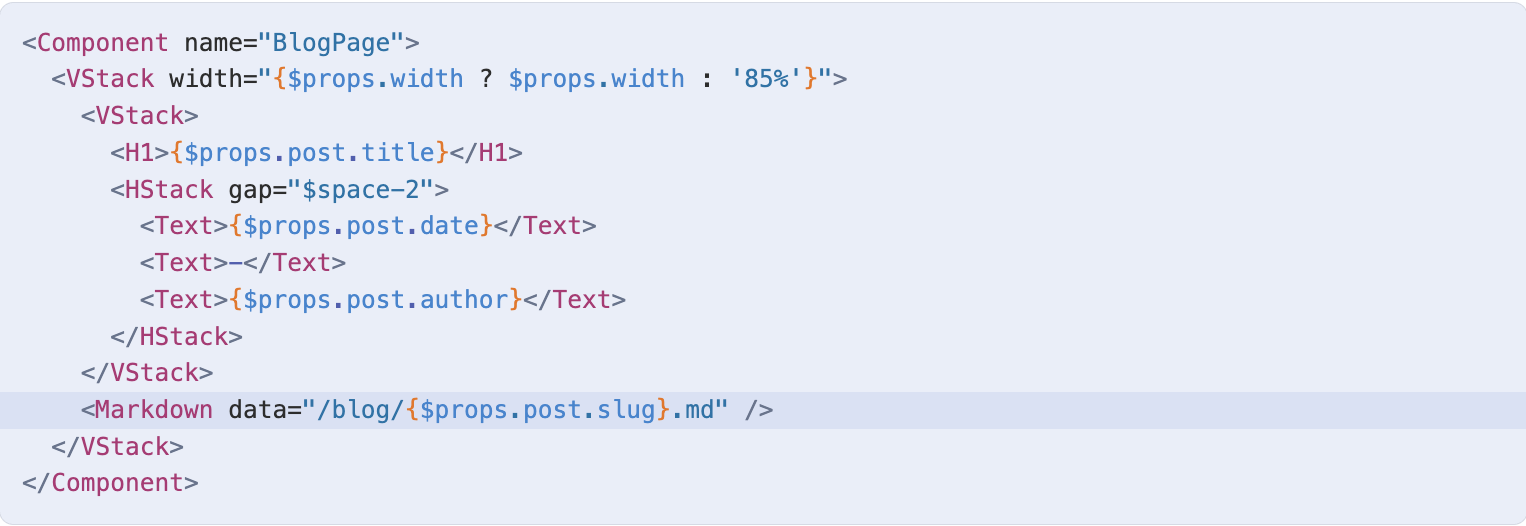 <Component name="BlogPage">
  <VStack width="{$props.width ? $props.width : '85%'}">
    <VStack>
      <H1>{$props.post.title}</H1>
      <HStack gap="$space-2">
        <Text>{$props.post.date}</Text>
        <Text>-</Text>
        <Text>{$props.post.author}</Text>
      </HStack>
    </VStack>
    <Markdown data="/blog/{$props.post.slug}.md" />
  </VStack>
</Component>